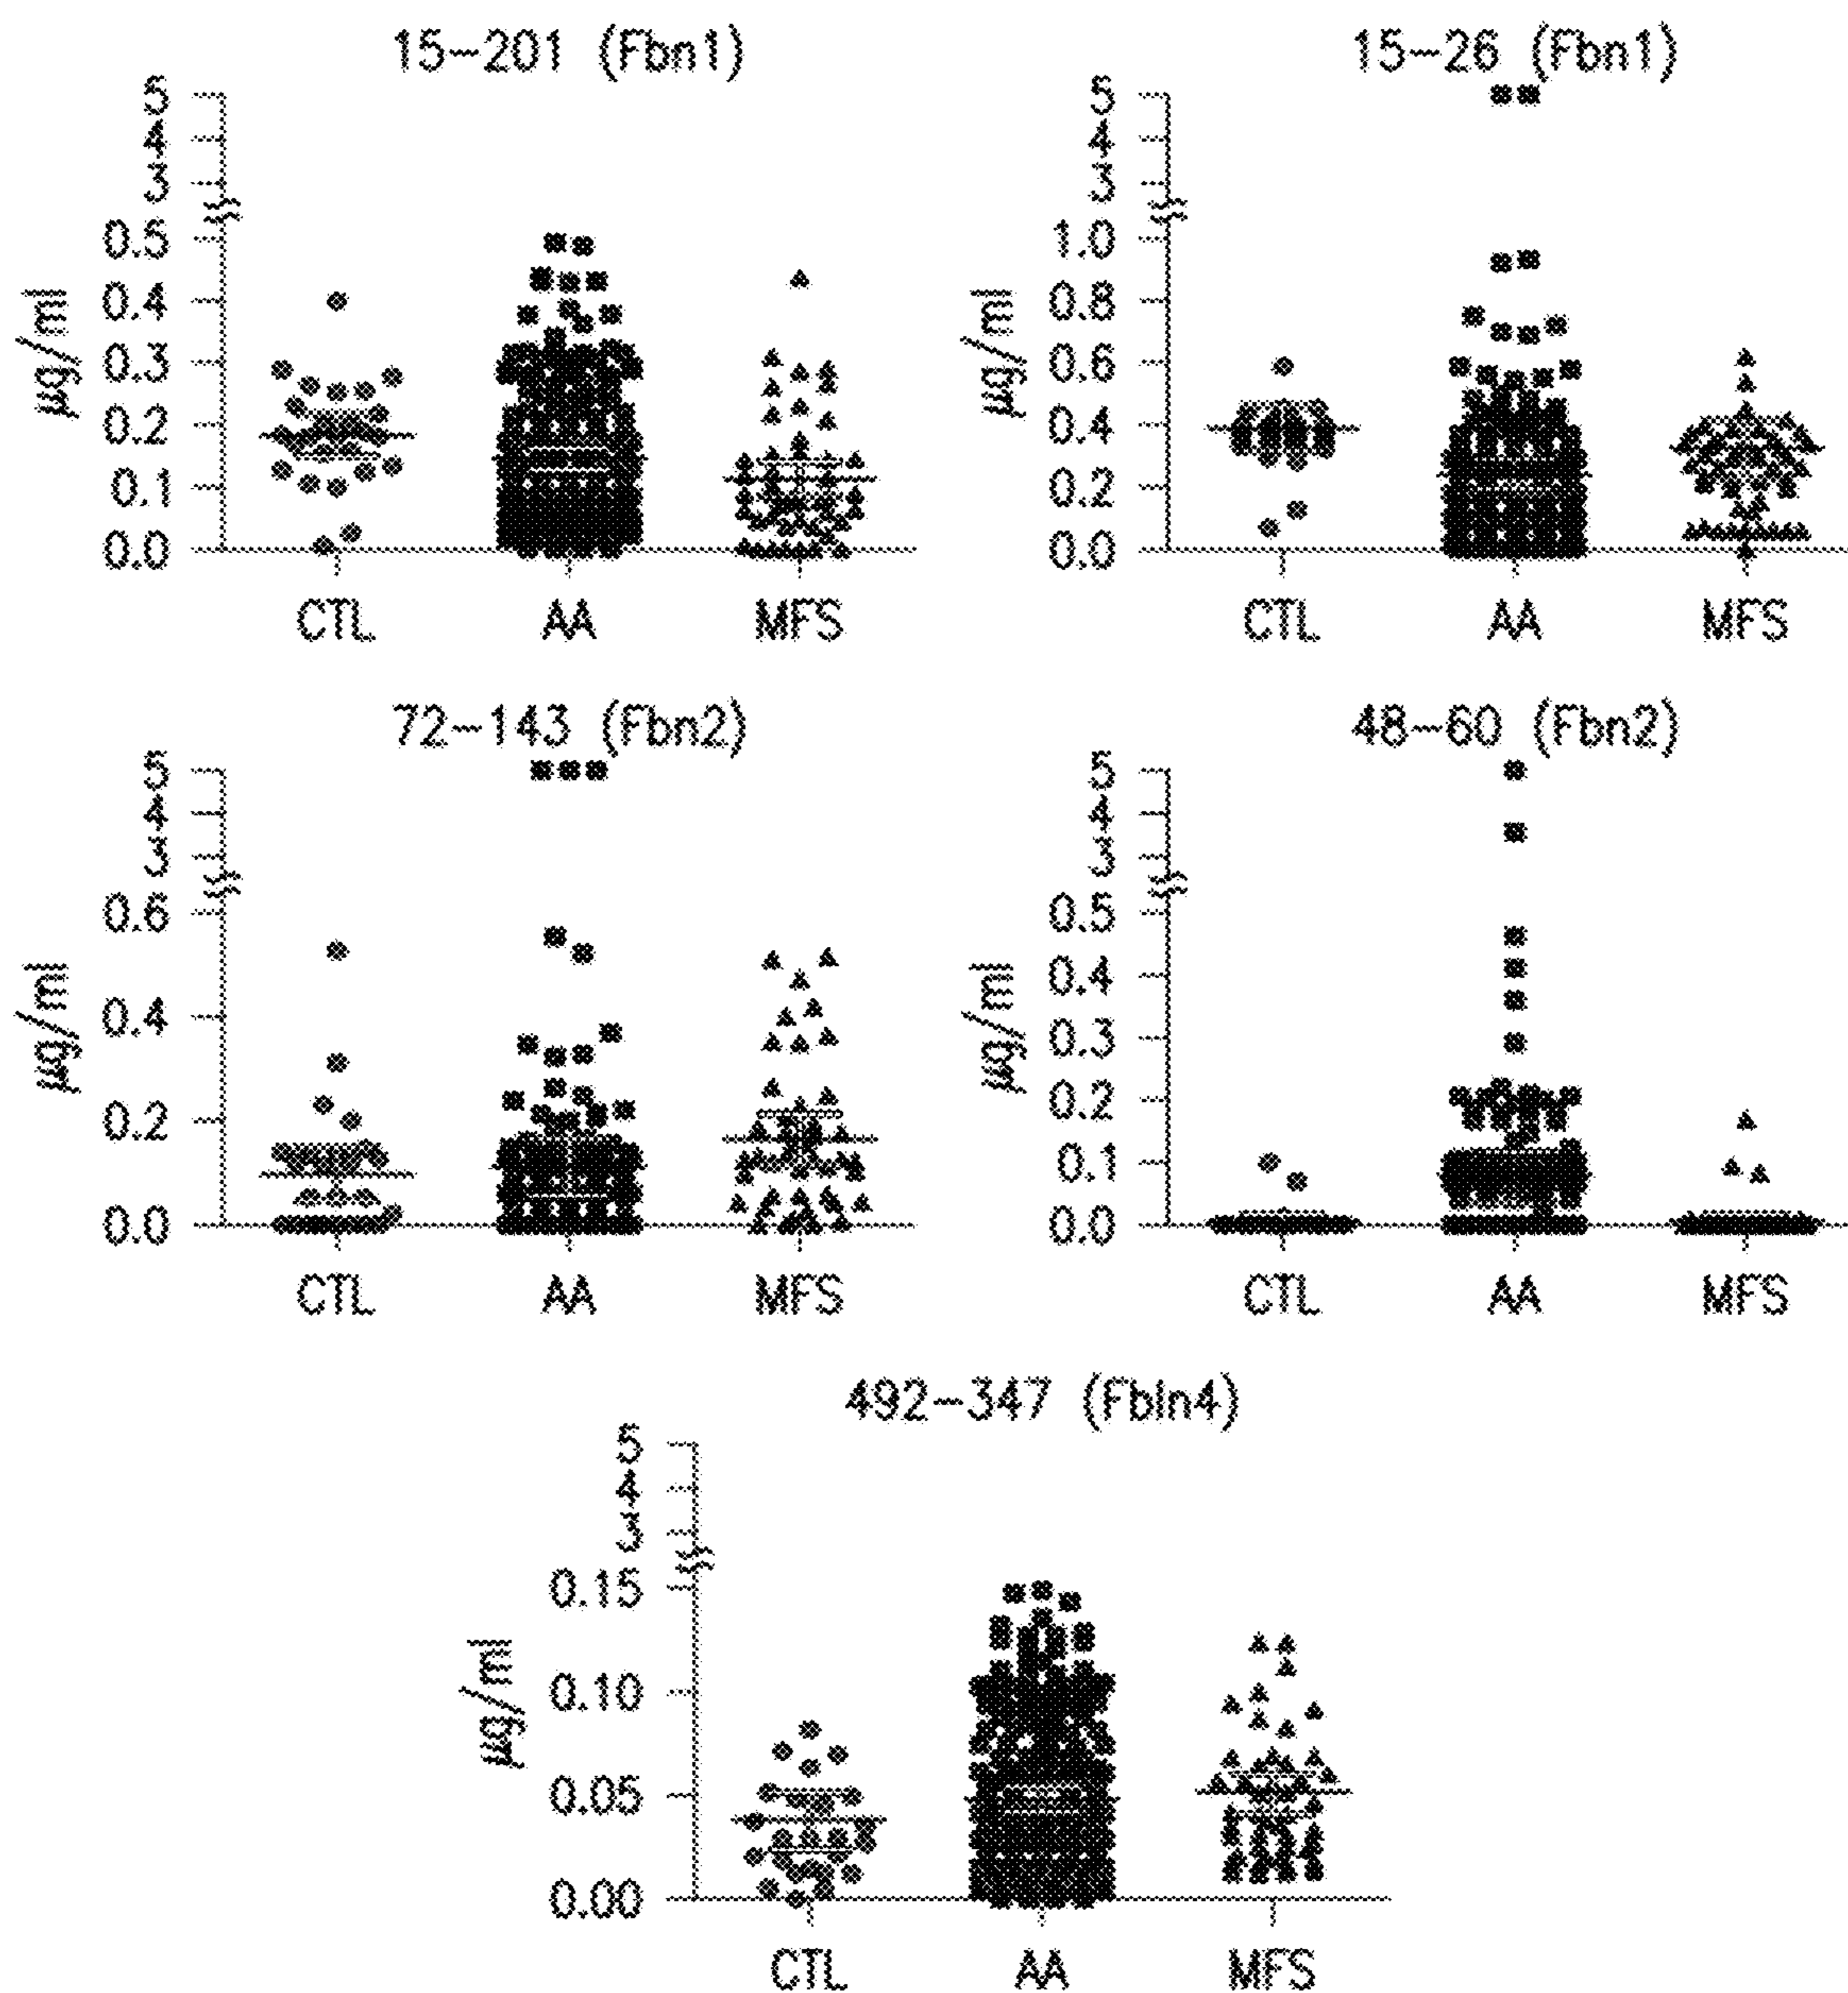 15-201 (Fbn1)
5
4
3
0.5
0.4
0.3
0.2
0.1
0.0
µg/ml
CTL AA MFS
15-26 (Fbn1)
5
4
3
1.0
0.8
0.6
0.4
0.2
0.0
µg/ml
CTL AA MFS
72-143 (Fbn2)
5
4
3
0.6
0.4
0.2
0.0
µg/ml
CTL AA MFS
48-60 (Fbn2)
5
4
3
0.5
0.4
0.3
0.2
0.1
0.0
µg/ml
CTL AA MFS
492-347 (Fbln4)
5
4
3
0.15
0.10
0.05
0.00
µg/ml
CTL AA MFS